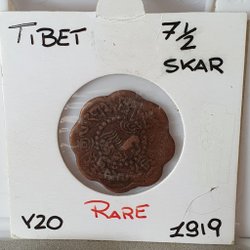 TIBET 7½
SKAR
RARE
Y20 1919